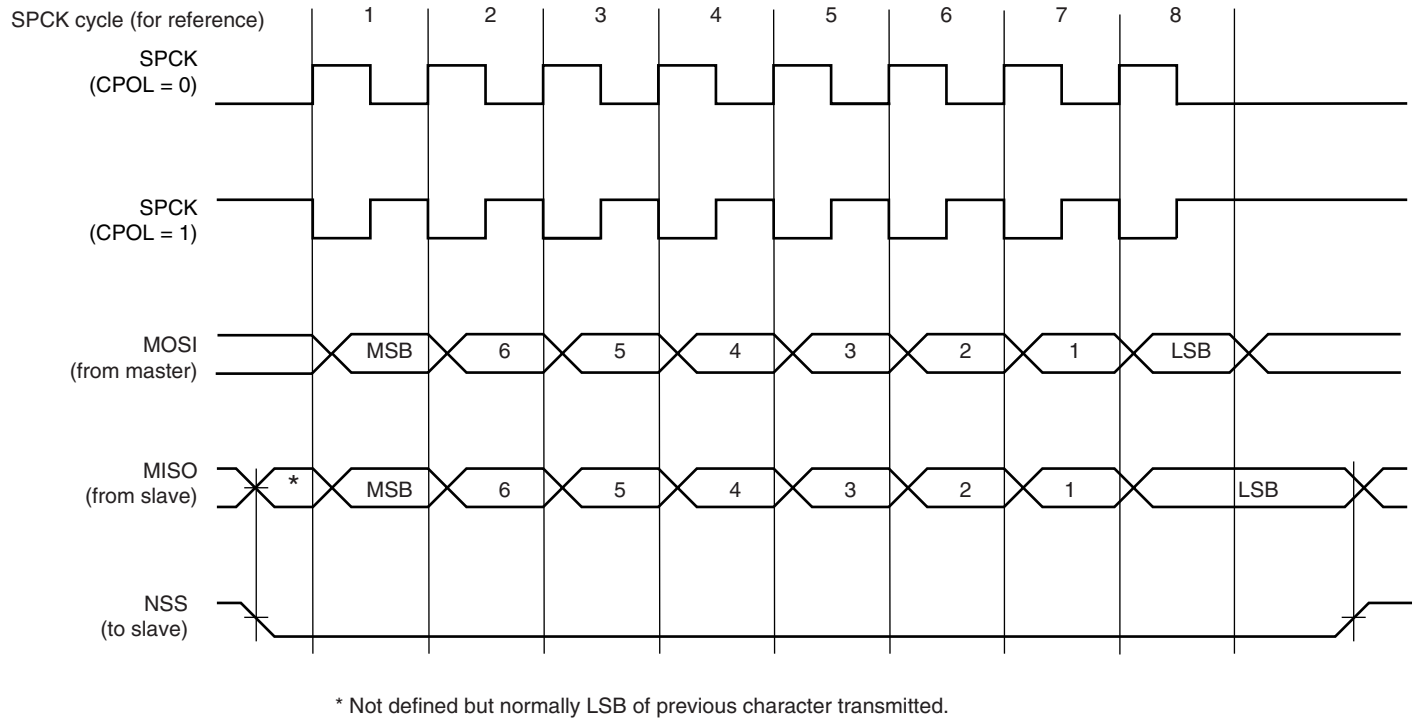 SPCK cycle (for reference) 1 2 3 4 5 6 7 8
SPCK
(CPOL = 0)
SPCK
(CPOL = 1)
MOSI
(from master)
MSB 6 5 4 3 2 1 LSB
MISO
(from slave)
* MSB 6 5 4 3 2 1 LSB
NSS
(to slave)
* Not defined but normally LSB of previous character transmitted.